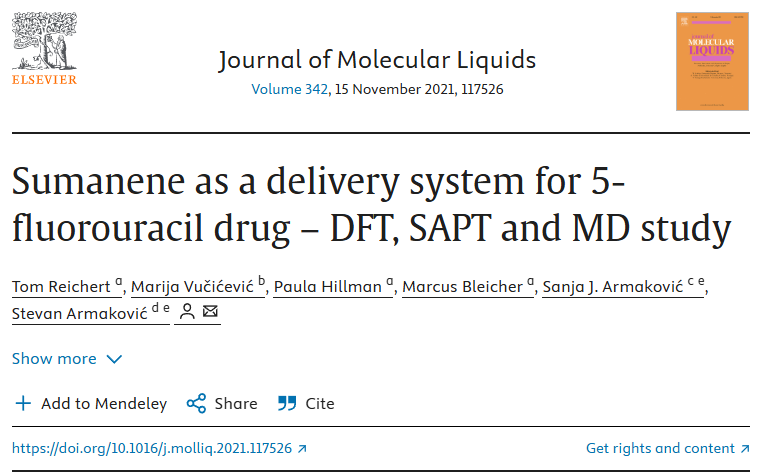 ELSEVIER
Journal of Molecular Liquids
Volume 342, 15 November 2021, 117526
MOLECULAR
LIQUIDS
Sumanene as a delivery system for 5-
fluorouracil drug – DFT, SAPT and MD study
Tom Reichert a, Marija Vučićević b, Paula Hillman a, Marcus Bleicher a, Sanja J. Armaković c e,
Stevan Armaković d e
Show more
Add to Mendeley Share Cite
https://doi.org/10.1016/j.molliq.2021.117526
Get rights and content